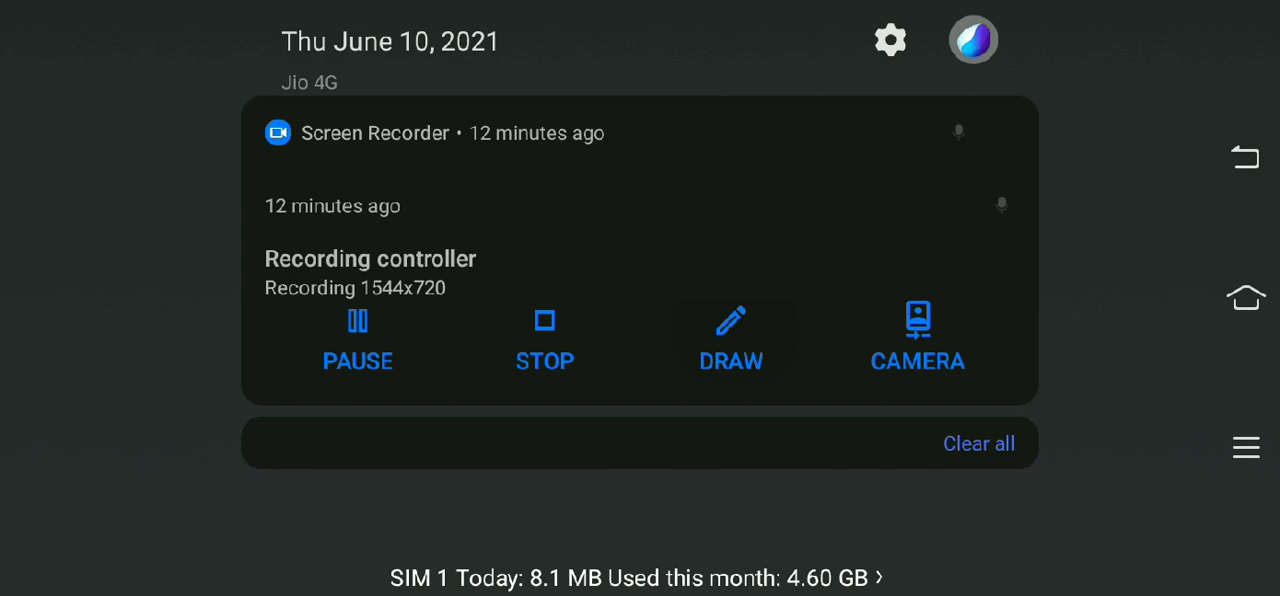 Thu June 10, 2021
Jio 4G
Screen Recorder • 12 minutes ago
12 minutes ago
Recording controller
Recording 1544x720
PAUSE STOP DRAW CAMERA
Clear all
SIM 1 Today: 8.1 MB Used this month: 4.60 GB ›